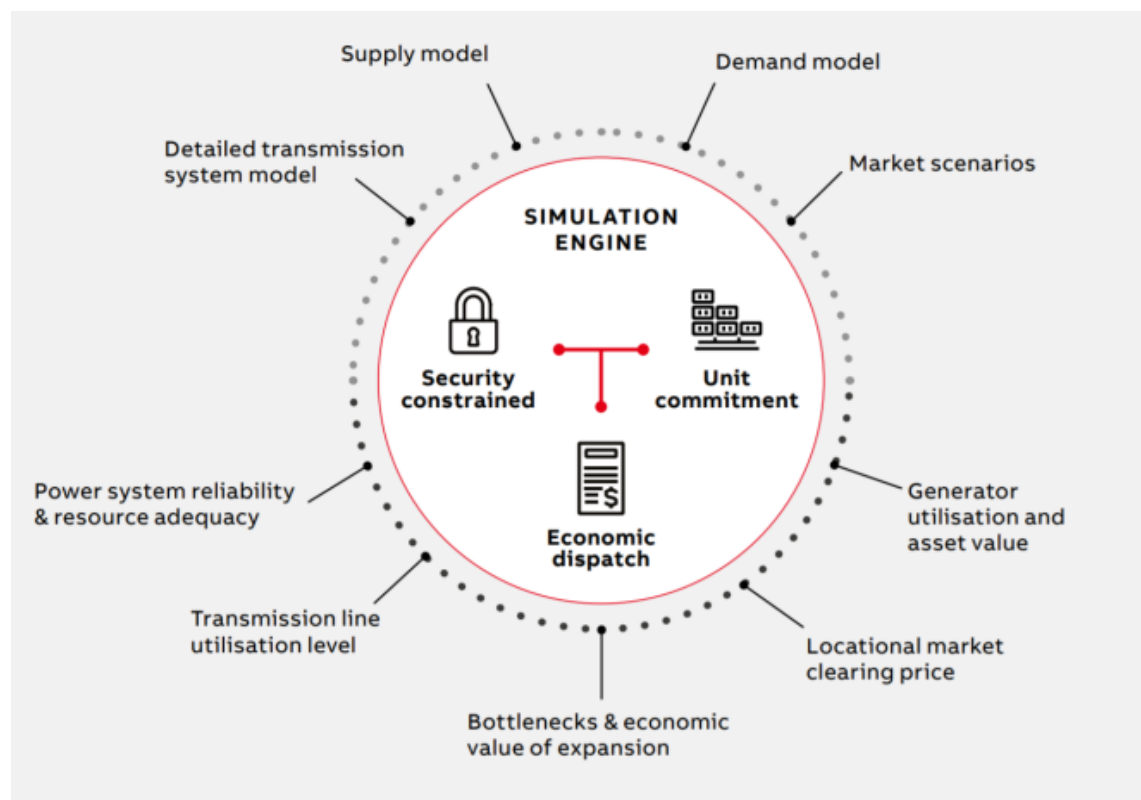 Supply model
Demand model
Detailed transmission
system model
Market scenarios
SIMULATION
ENGINE
Security
constrained
Unit
commitment
$
Economic
dispatch
Power system reliability
& resource adequacy
Generator
utilisation and
asset value
Transmission line
utilisation level
Locational market
clearing price
Bottlenecks & economic
value of expansion